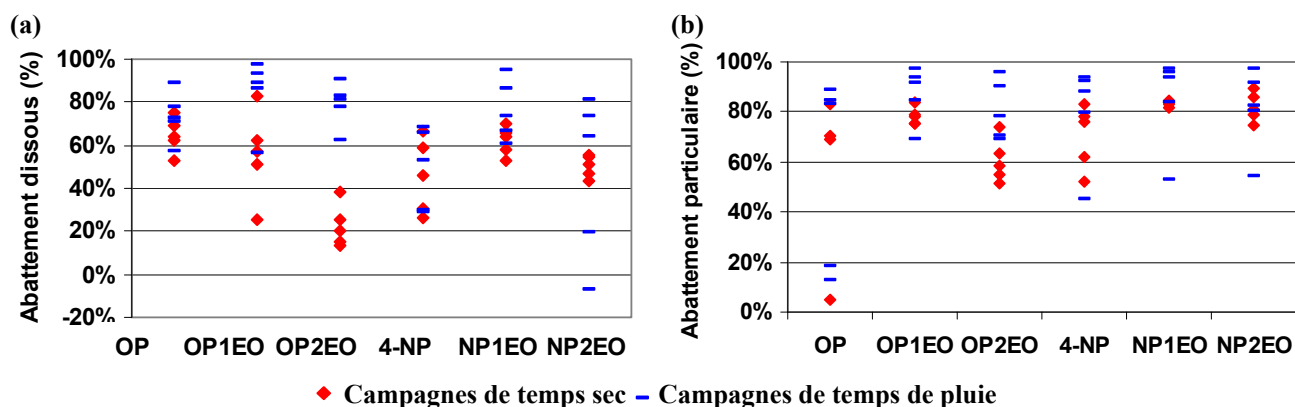 (a)
Abattement dissous (%)
100%
80%
60%
40%
20%
0%
-20%
OP OP1EO OP2EO 4-NP NP1EO NP2EO
(b)
Abattement particulaire (%)
100%
80%
60%
40%
20%
0%
OP OP1EO OP2EO 4-NP NP1EO NP2EO
Campagnes de temps sec Campagnes de temps de pluie